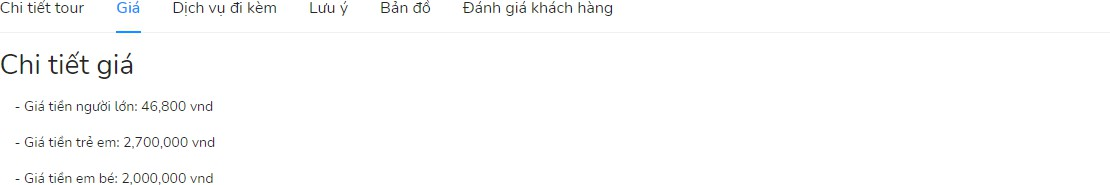 Chi tiết tour Giá Dịch vụ đi kèm Lưu ý Bản đồ Đánh giá khách hàng
Chi tiết giá
- Giá tiền người lớn: 46,800 vnd
- Giá tiền trẻ em: 2,700,000 vnd
- Giá tiền em bé: 2,000,000 vnd